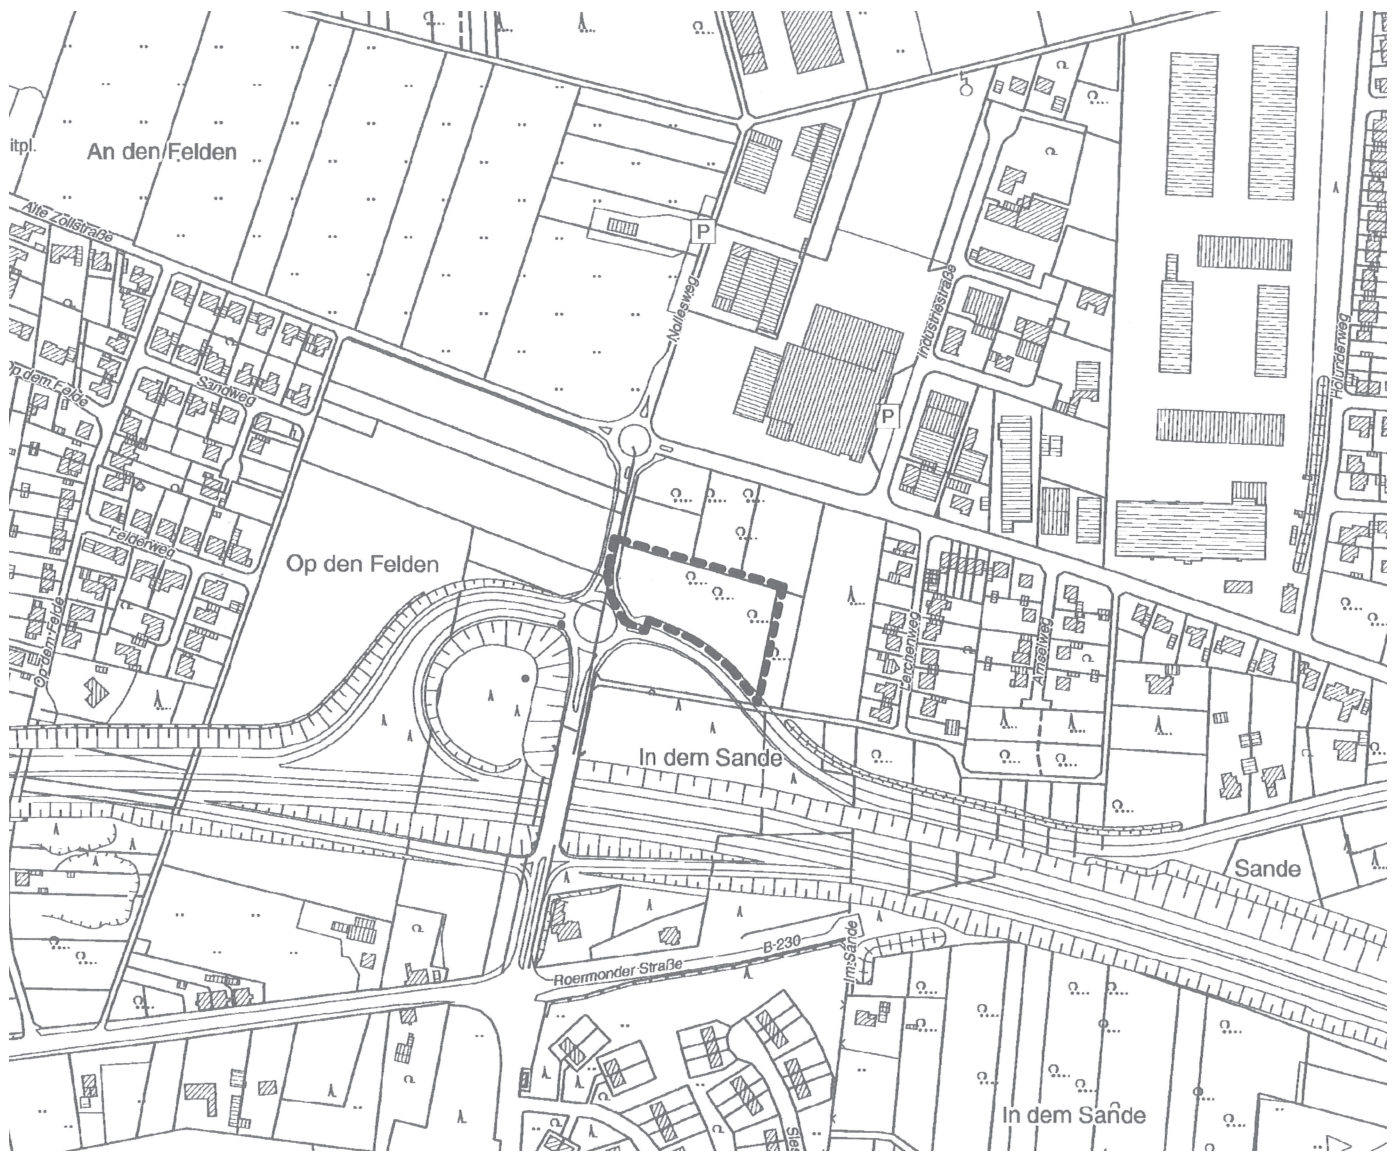 itpl.
An den Felden
Alte Zollstraße
P
Nollesweg
Industriestraße
Holunderweg
Op dem Felde
Sandweg
P
Felderweg
Op den Felden
Op dem Felde
Lerchenweg
Amselweg
In dem Sande
Sande
B 230
Roermonder Straße
Im Sande
In dem Sande